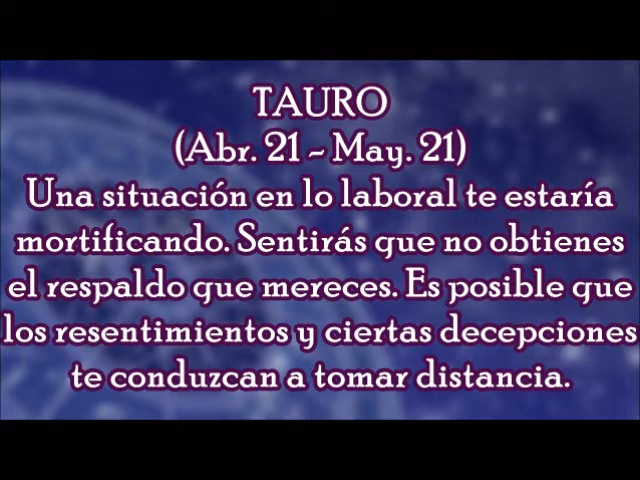 TAURO
(Abr. 21 - May. 21)
Una situación en lo laboral te estaría
mortificando. Sentirás que no obtienes
el respaldo que mereces. Es posible que
los resentimientos y ciertas decepciones
te conduzcan a tomar distancia.